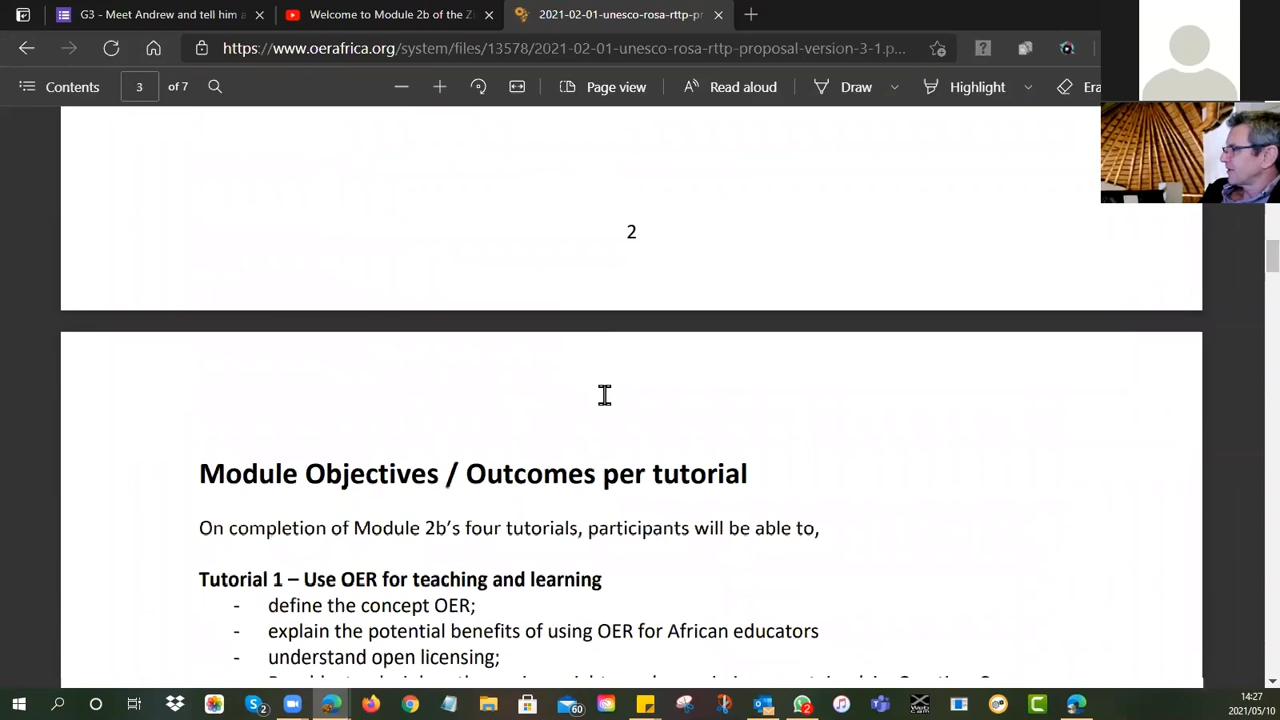 G3 - Meet Andrew and tell him a
Welcome to Module 2b of the Zi
2021-02-01-unesco-rosa-rttp-pr
https://www.oerafrica.org/system/files/13578/2021-02-01-unesco-rosa-rttp-proposal-version-3-1.p...
Contents
3
of 7
Page view
Read aloud
Draw
Highlight
Era
2
Module Objectives / Outcomes per tutorial
On completion of Module 2b's four tutorials, participants will be able to,
Tutorial 1 – Use OER for teaching and learning
- define the concept OER;
- explain the potential benefits of using OER for African educators
- understand open licensing;
2
60
2
14:27
2021/05/10